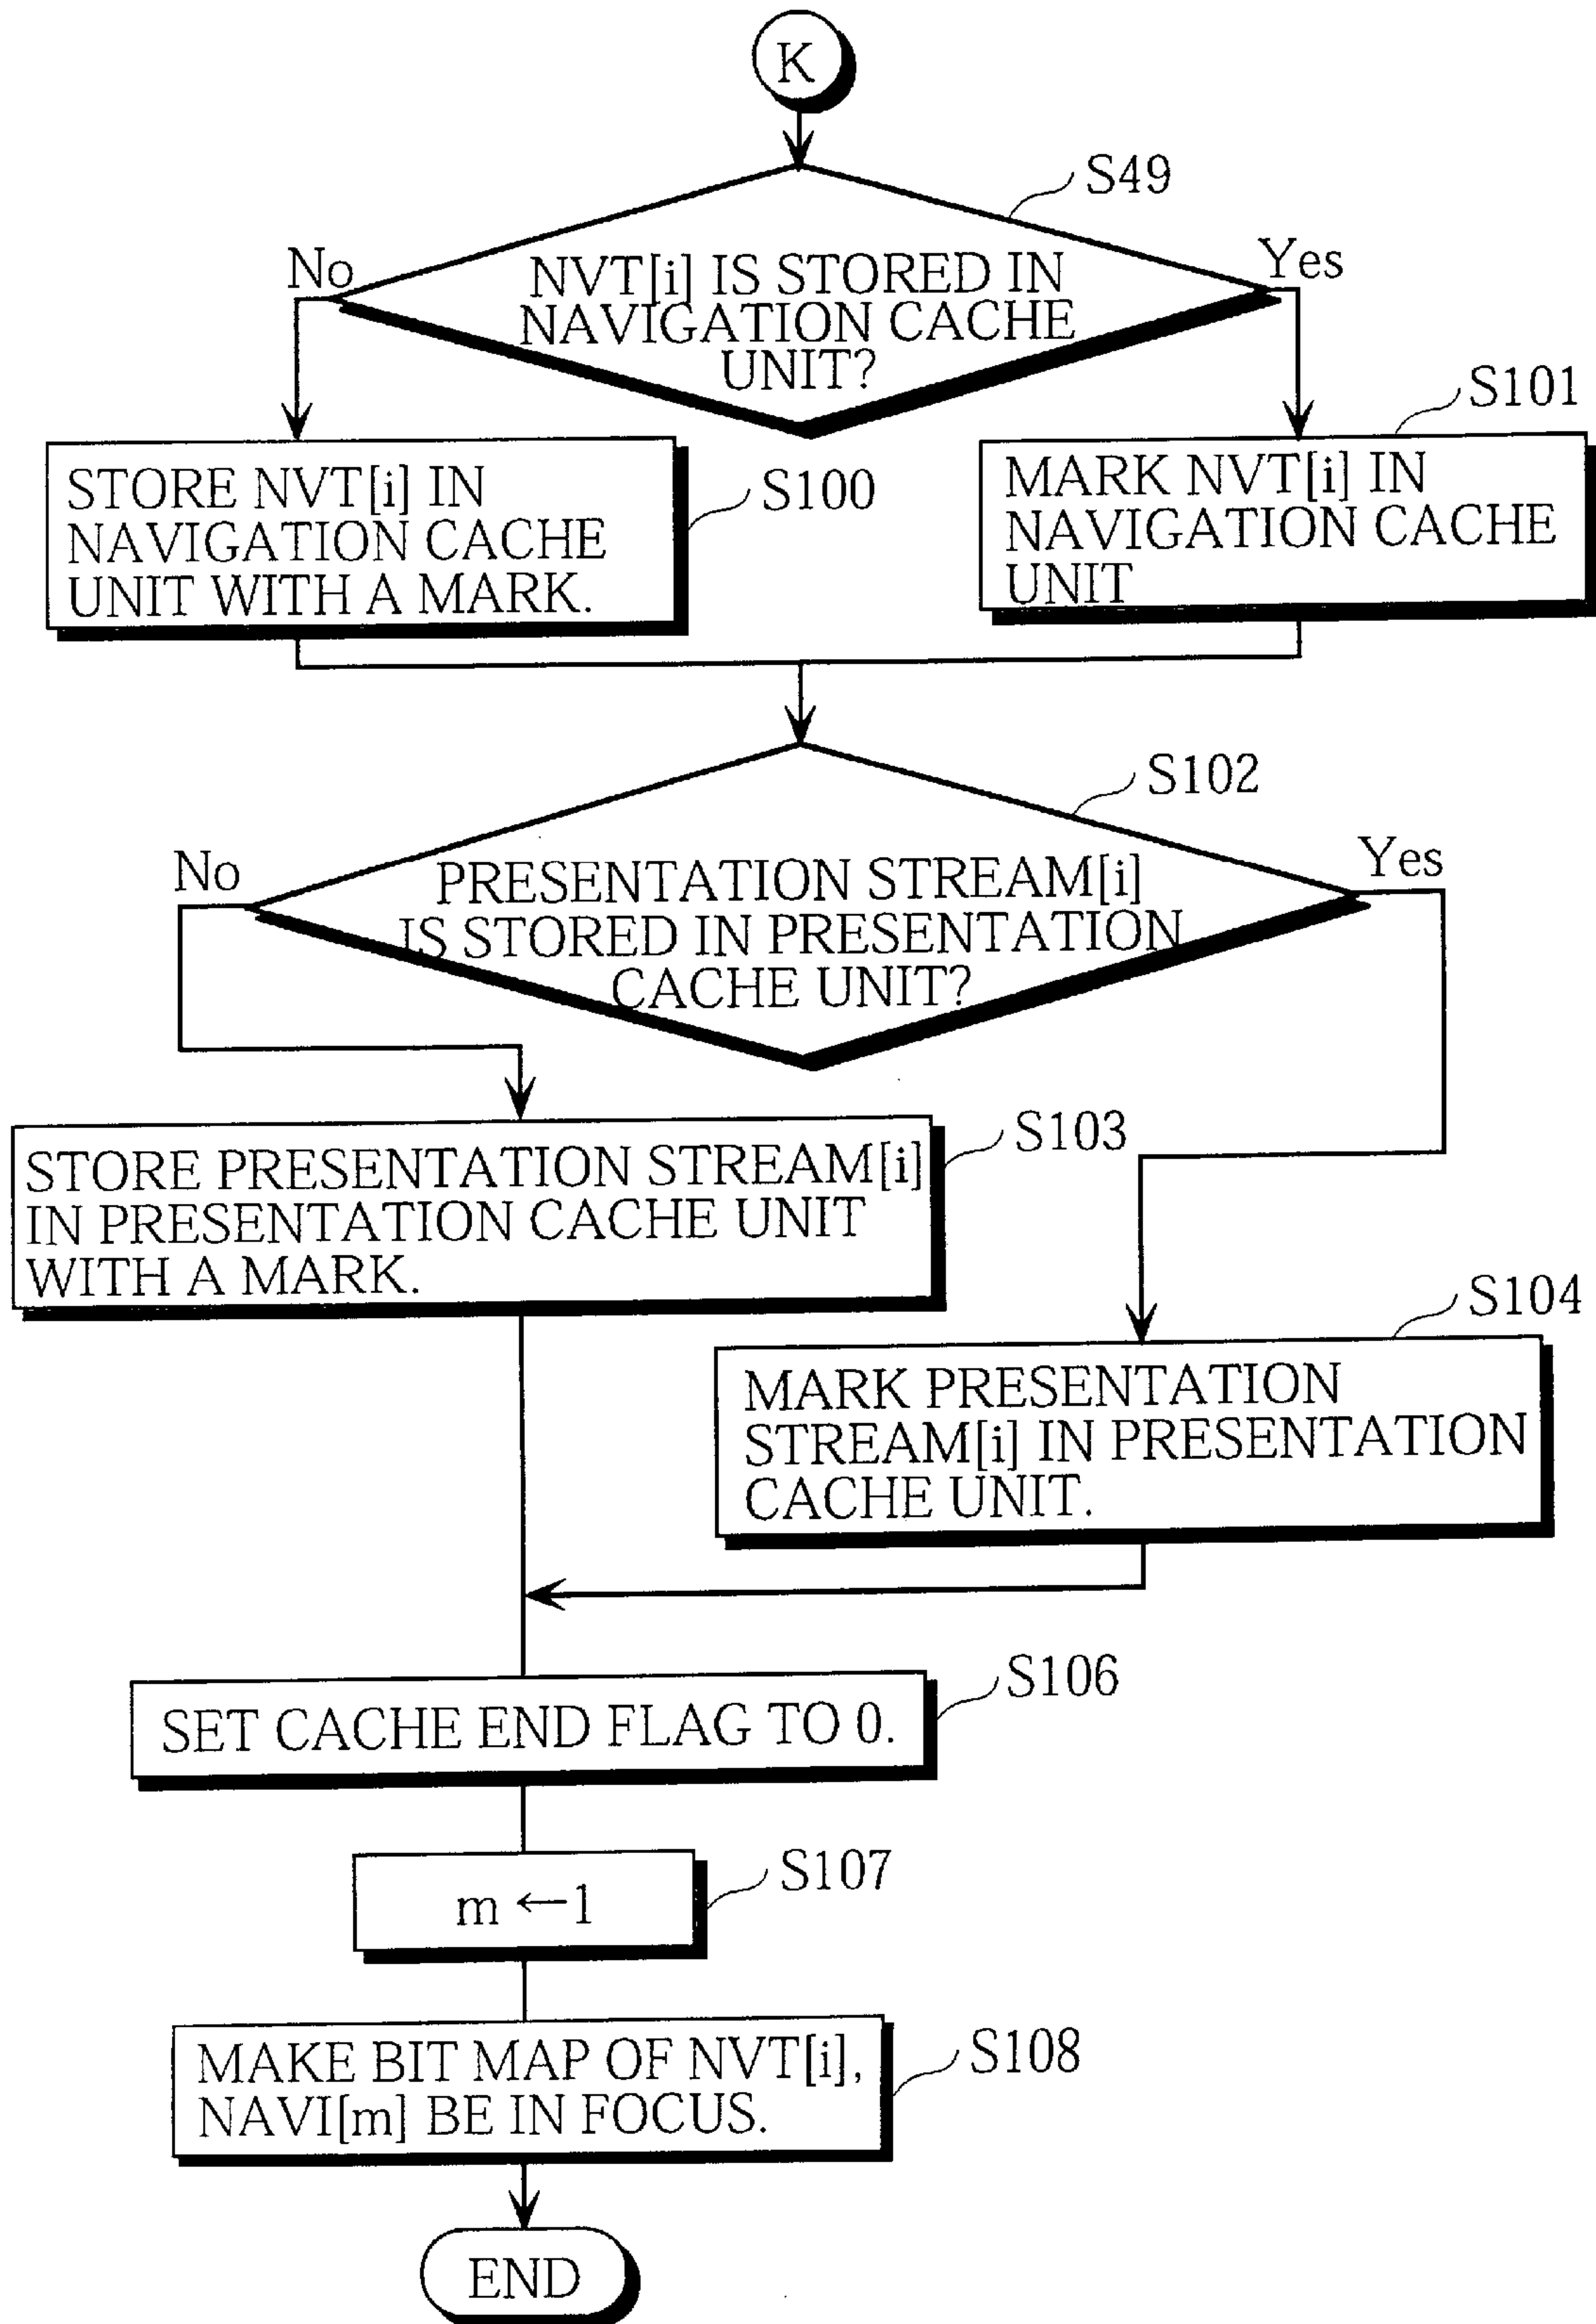 K
S49
No
Yes
NVT[i] IS STORED IN
NAVIGATION CACHE
UNIT?
S101
STORE NVT[i] IN
NAVIGATION CACHE
UNIT WITH A MARK.
S100
MARK NVT[i] IN
NAVIGATION CACHE
UNIT
S102
No
Yes
PRESENTATION STREAM[i]
IS STORED IN PRESENTATION
CACHE UNIT?
S103
STORE PRESENTATION STREAM[i]
IN PRESENTATION CACHE UNIT
WITH A MARK.
S104
MARK PRESENTATION
STREAM[i] IN PRESENTATION
CACHE UNIT.
S106
SET CACHE END FLAG TO 0.
S107
m ←1
S108
MAKE BIT MAP OF NVT[i],
NAVI[m] BE IN FOCUS.
END